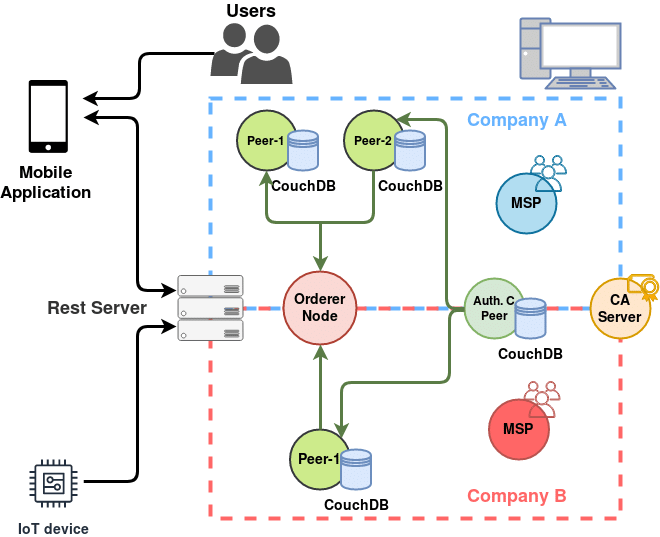 Users
Company A
Peer-1
Peer-2
CouchDB
CouchDB
Mobile
Application
MSP
Rest Server
Orderer
Node
Auth. C
Peer
CA
Server
CouchDB
MSP
Peer-1
Company B
CouchDB
IoT device